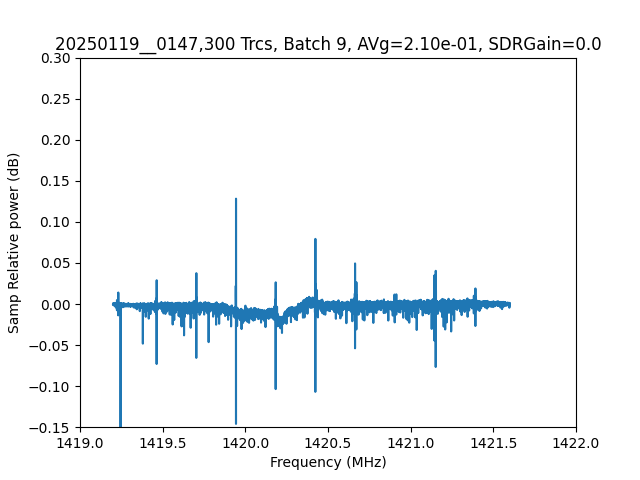 20250119__0147,300 Trcs, Batch 9, AVg=2.10e-01, SDRGain=0.0
0.30
0.25
0.20
0.15
0.10
0.05
0.00
−0.05
−0.10
−0.15
Samp Relative power (dB)
1419.0 1419.5 1420.0 1420.5 1421.0 1421.5 1422.0
Frequency (MHz)